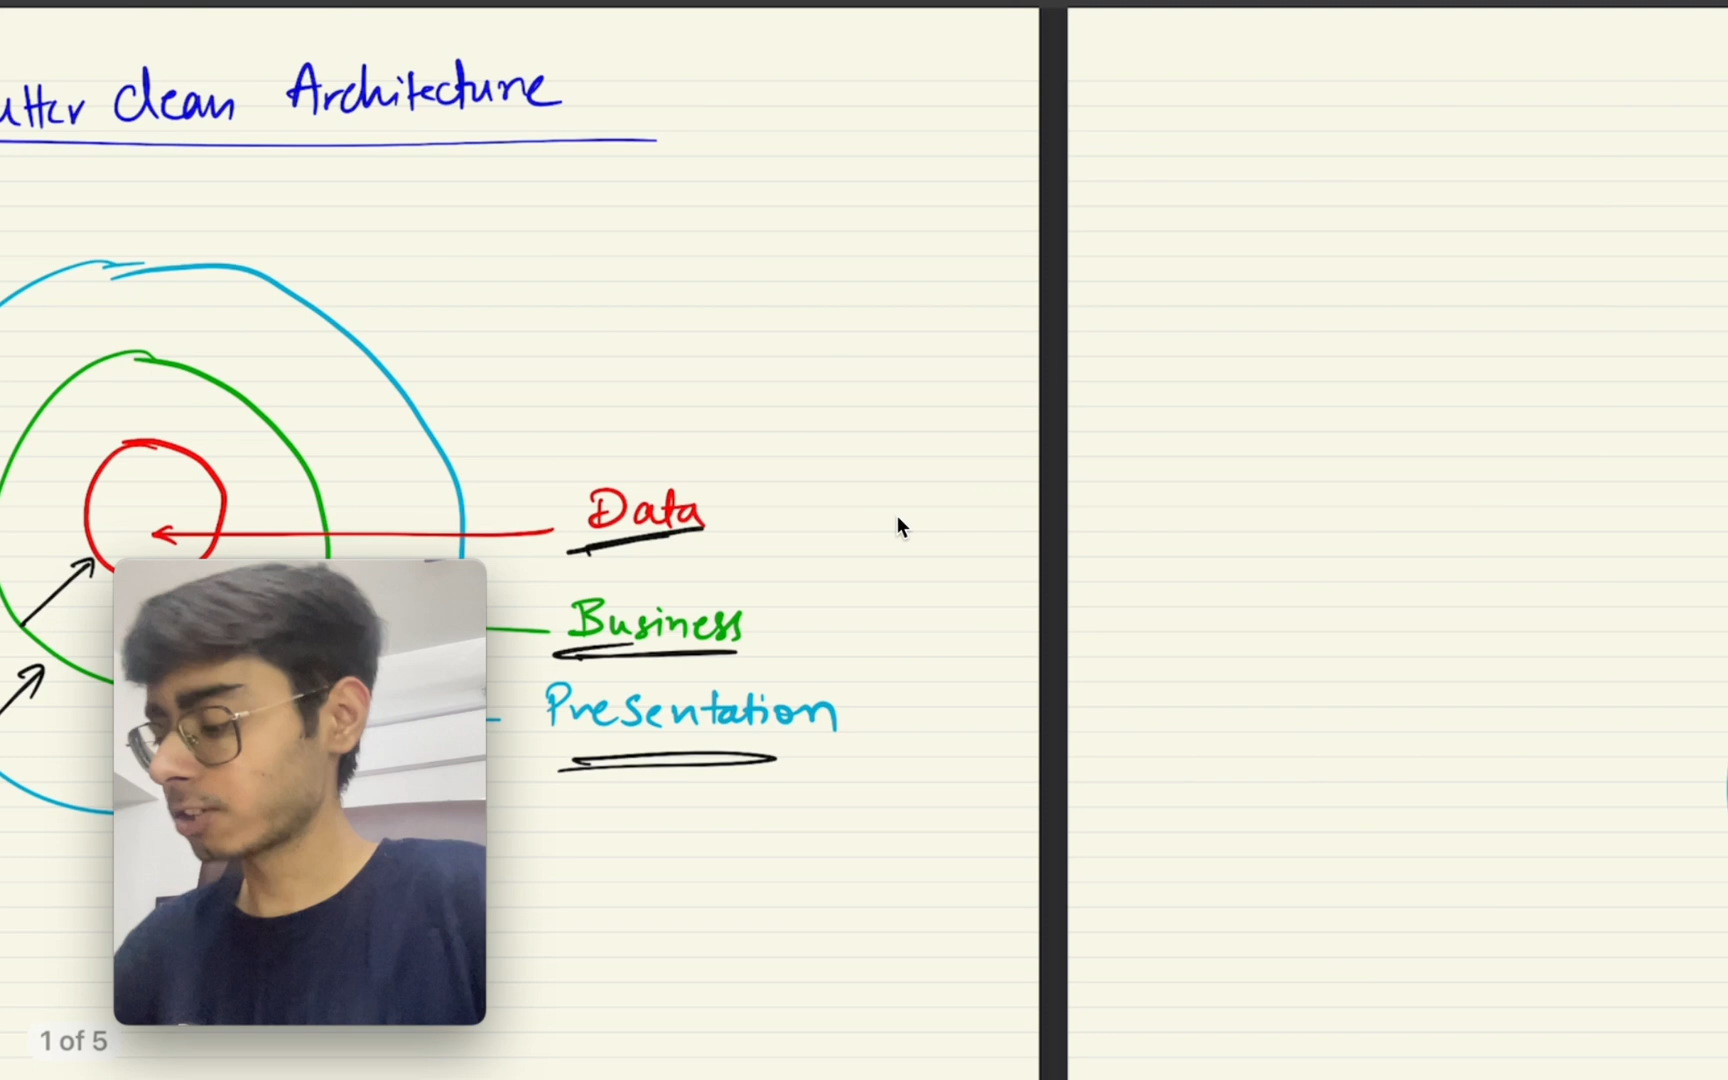 utter Clean Architecture
Data
Business
Presentation
1 of 5